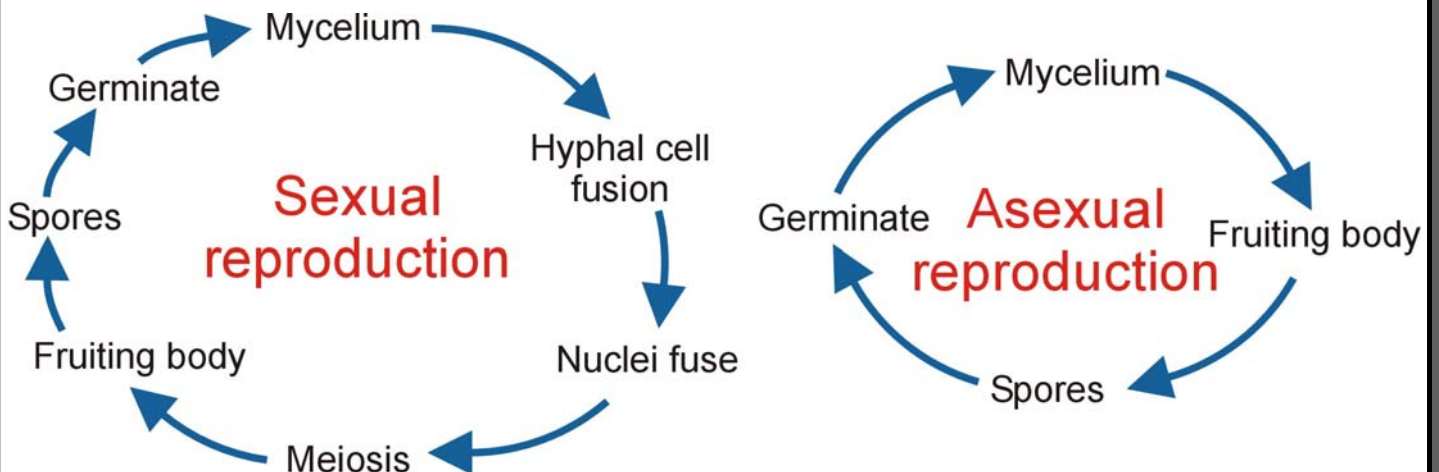 Mycelium
Hyphal cell
fusion
Nuclei fuse
Meiosis
Fruiting body
Spores
Germinate
Sexual
reproduction
Mycelium
Fruiting body
Spores
Germinate
Asexual
reproduction